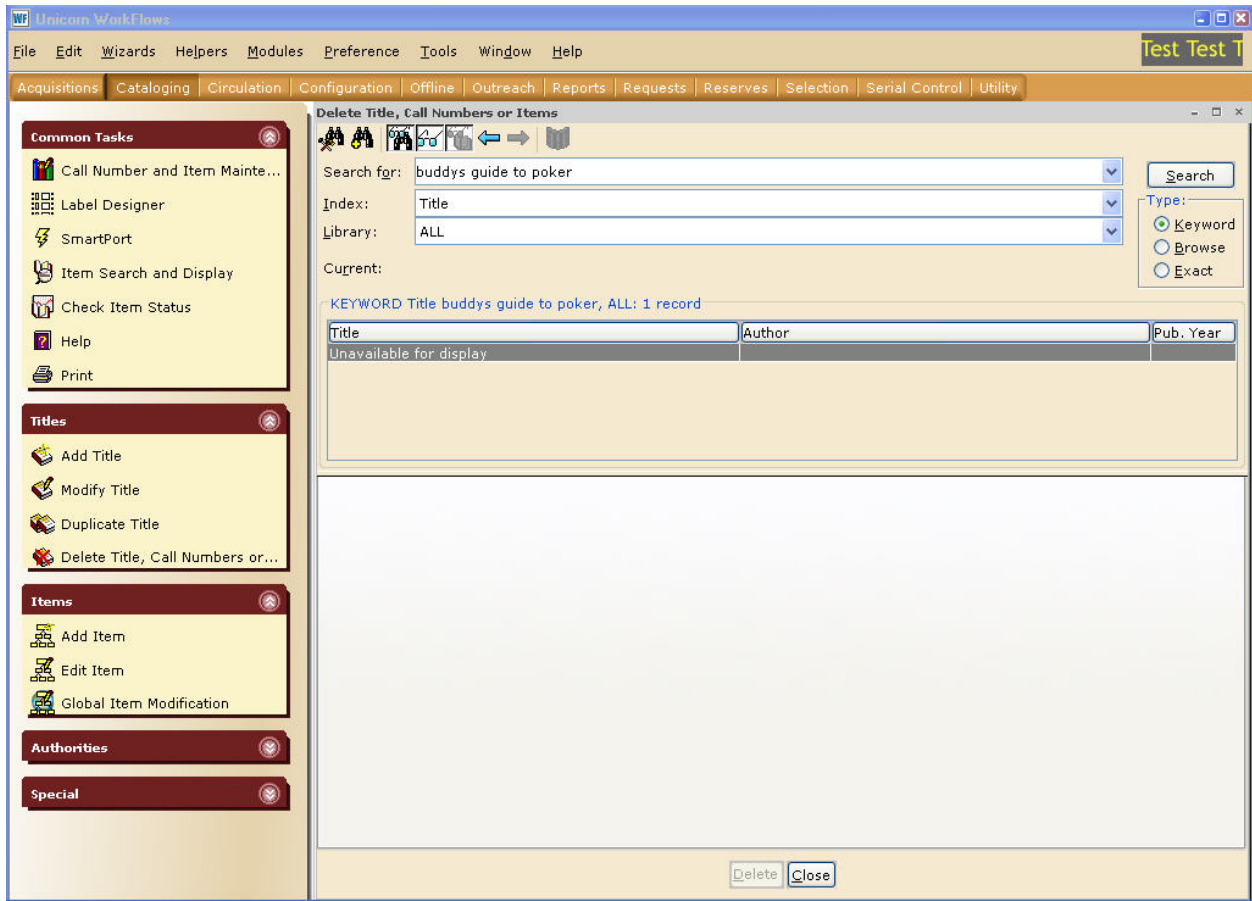 WF Unicorn WorkFlows
File Edit Wizards Helpers Modules Preference Tools Window Help
Test Test T
Acquisitions Cataloging Circulation Configuration Offline Outreach Reports Requests Reserves Selection Serial Control Utility
Common Tasks
Call Number and Item Mainte...
Label Designer
SmartPort
Item Search and Display
Check Item Status
Help
Print
Titles
Add Title
Modify Title
Duplicate Title
Delete Title, Call Numbers or...
Items
Add Item
Edit Item
Global Item Modification
Authorities
Special
Delete Title, Call Numbers or Items
Search for: buddys guide to poker
Search
Index: Title
Library: ALL
Type:
Keyword
Browse
Exact
Current:
KEYWORD Title buddys guide to poker, ALL: 1 record
Title Author Pub. Year
Unavailable for display
Delete Close